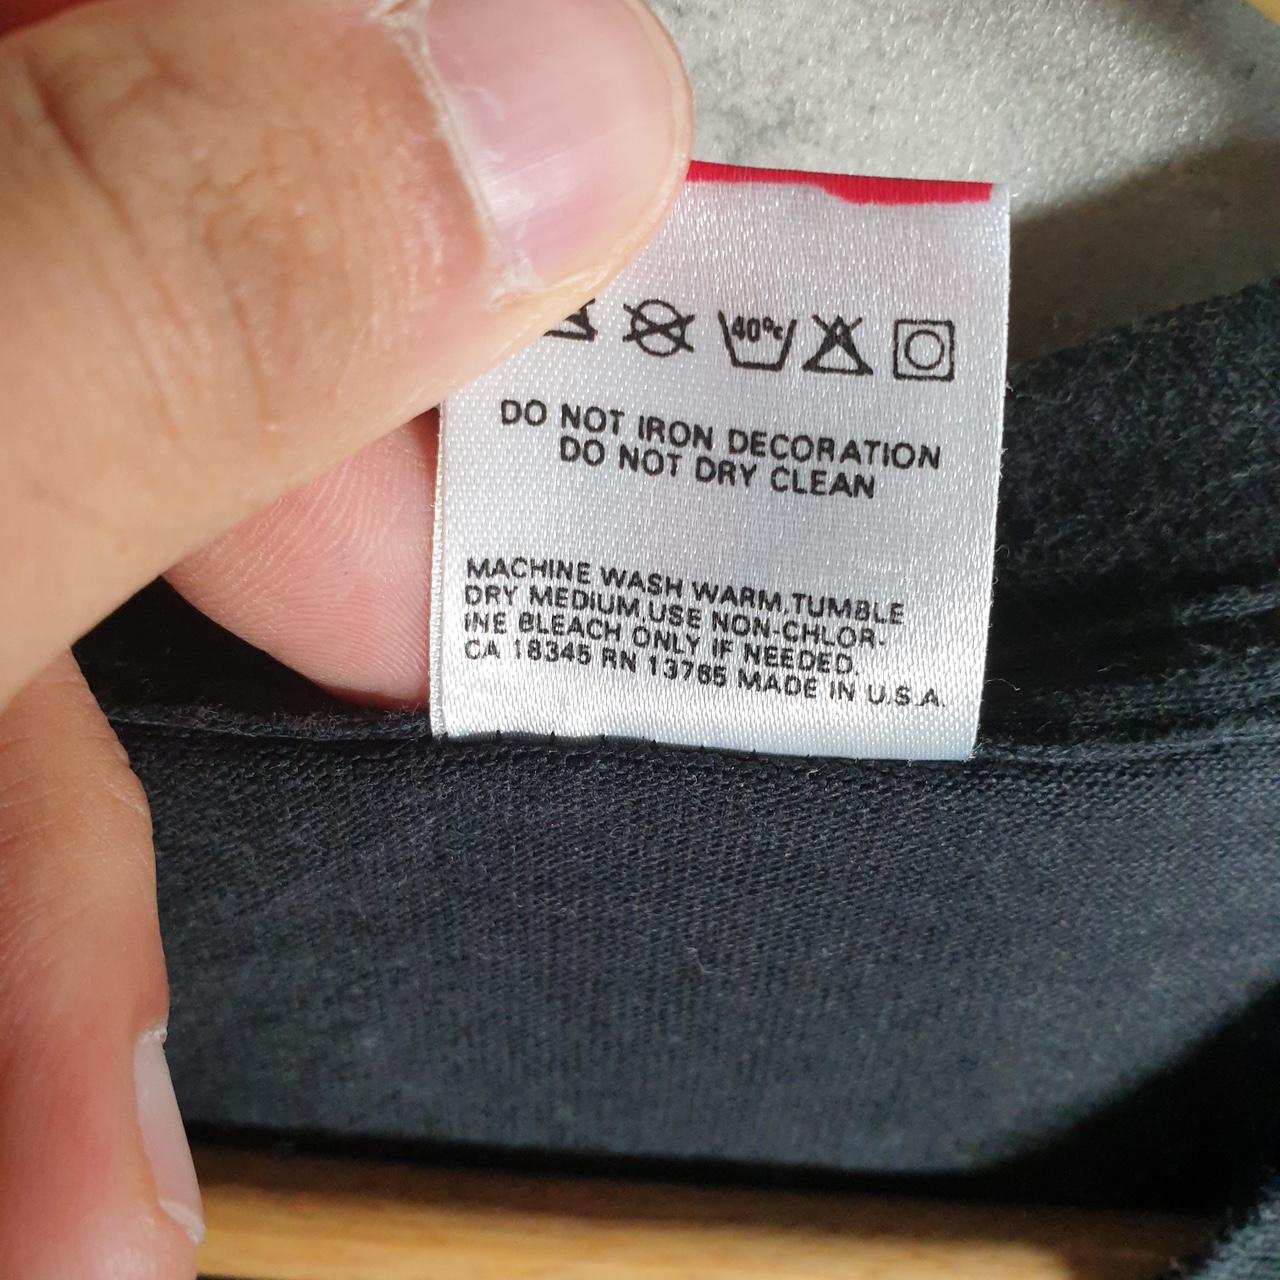 40°c
DO NOT IRON DECORATION
DO NOT DRY CLEAN
MACHINE WASH WARM,TUMBLE
DRY MEDIUM,USE NON-CHLOR-
INE BLEACH ONLY IF NEEDED.
CA 18345 RN 13765 MADE IN U.S.A.